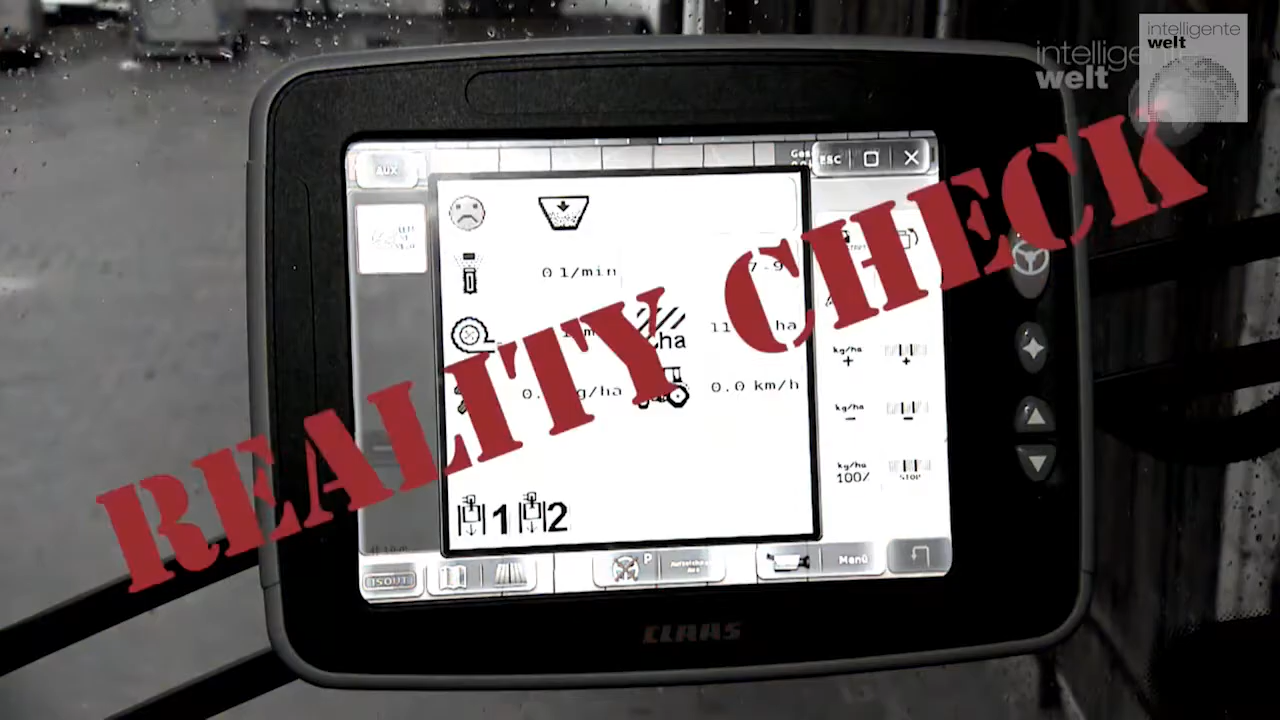 intelligente
welt
intelligente
welt
REALITY CHECK
AUX
ESC
0 l/min
ha
ha
0.0 km/h
kg/ha
+
+
kg/ha
-
-
kg/ha
100%
STOP
1 2
P
Menü
CLAAS